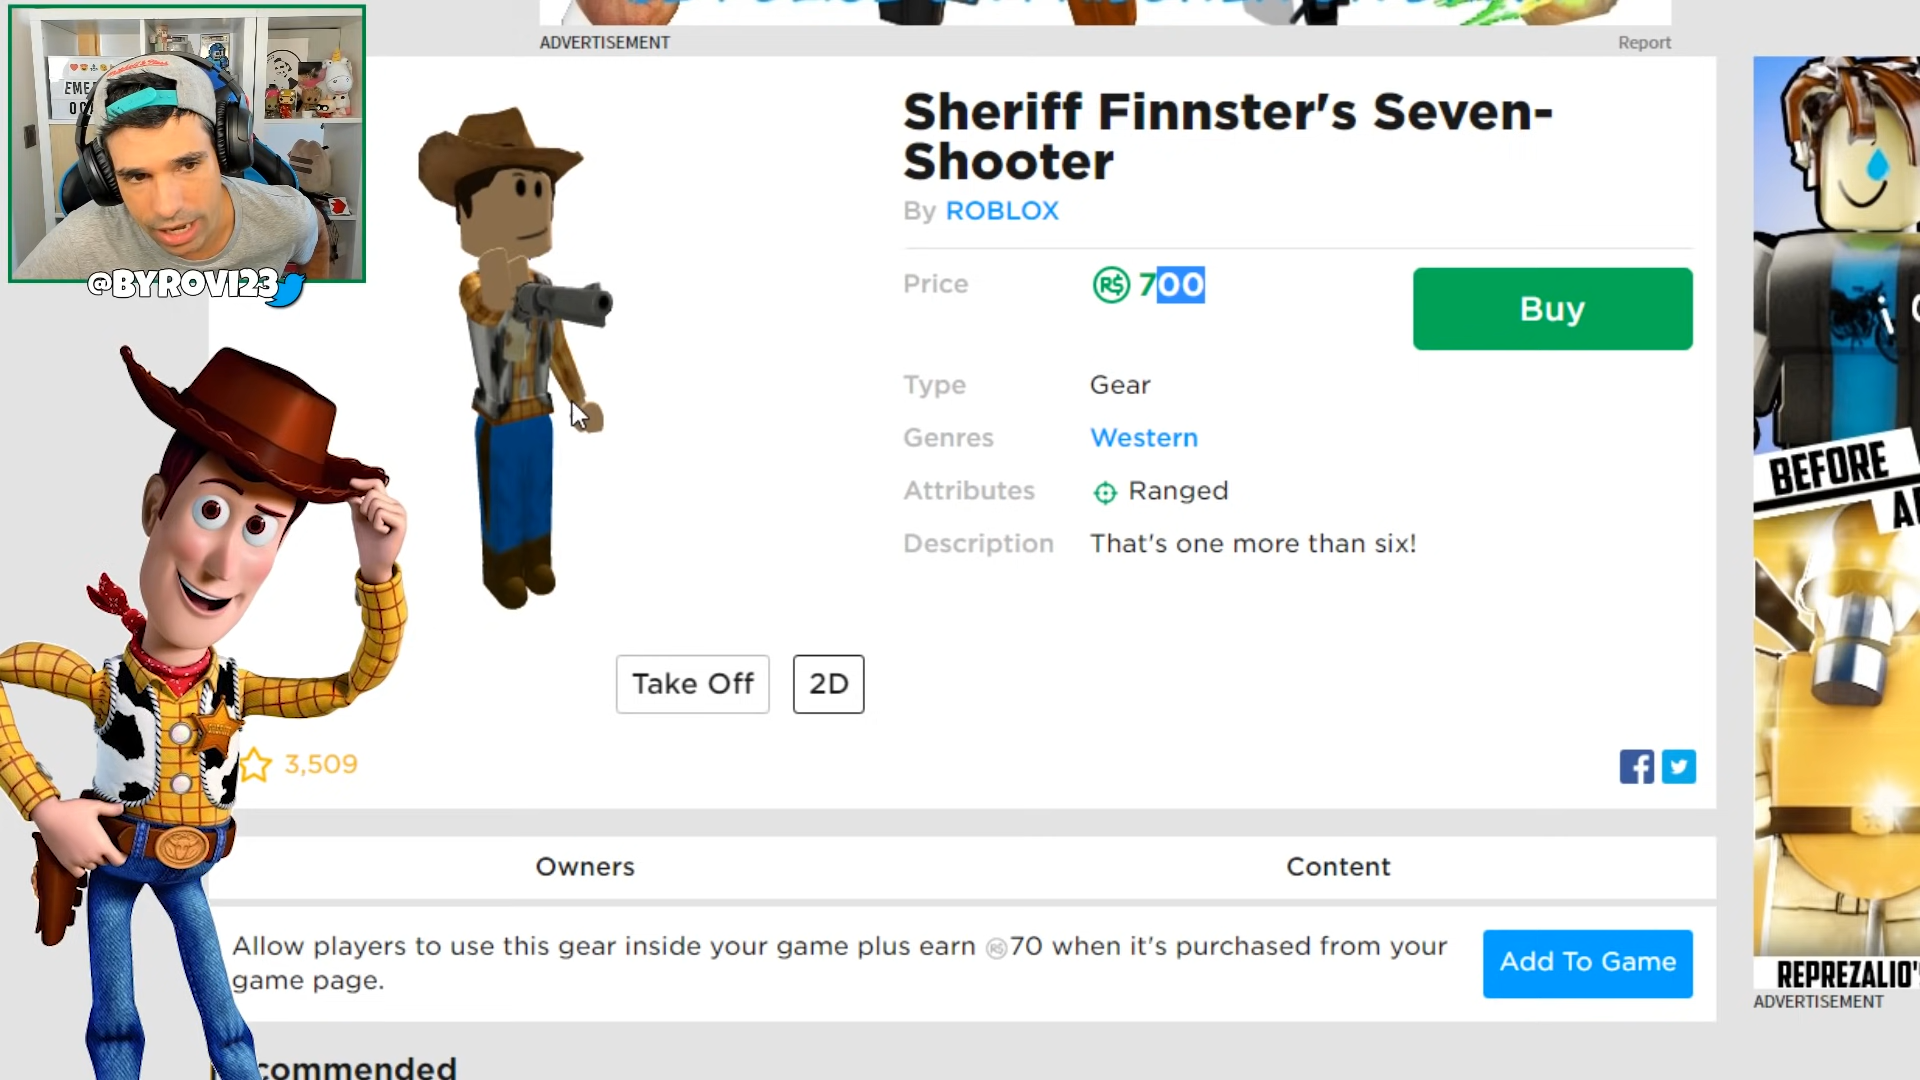 ADVERTISEMENT
Report
Sheriff Finnster's Seven-
Shooter
By ROBLOX
Price
R$ 700
Buy
Type
Gear
Genres
Western
Attributes
Ranged
Description
That's one more than six!
Take Off
2D
3,509
Owners
Content
Allow players to use this gear inside your game plus earn R$70 when it's purchased from your
game page.
Add To Game
commended
@BYROVI23
BEFORE
REPREZALIO'
ADVERTISEMENT